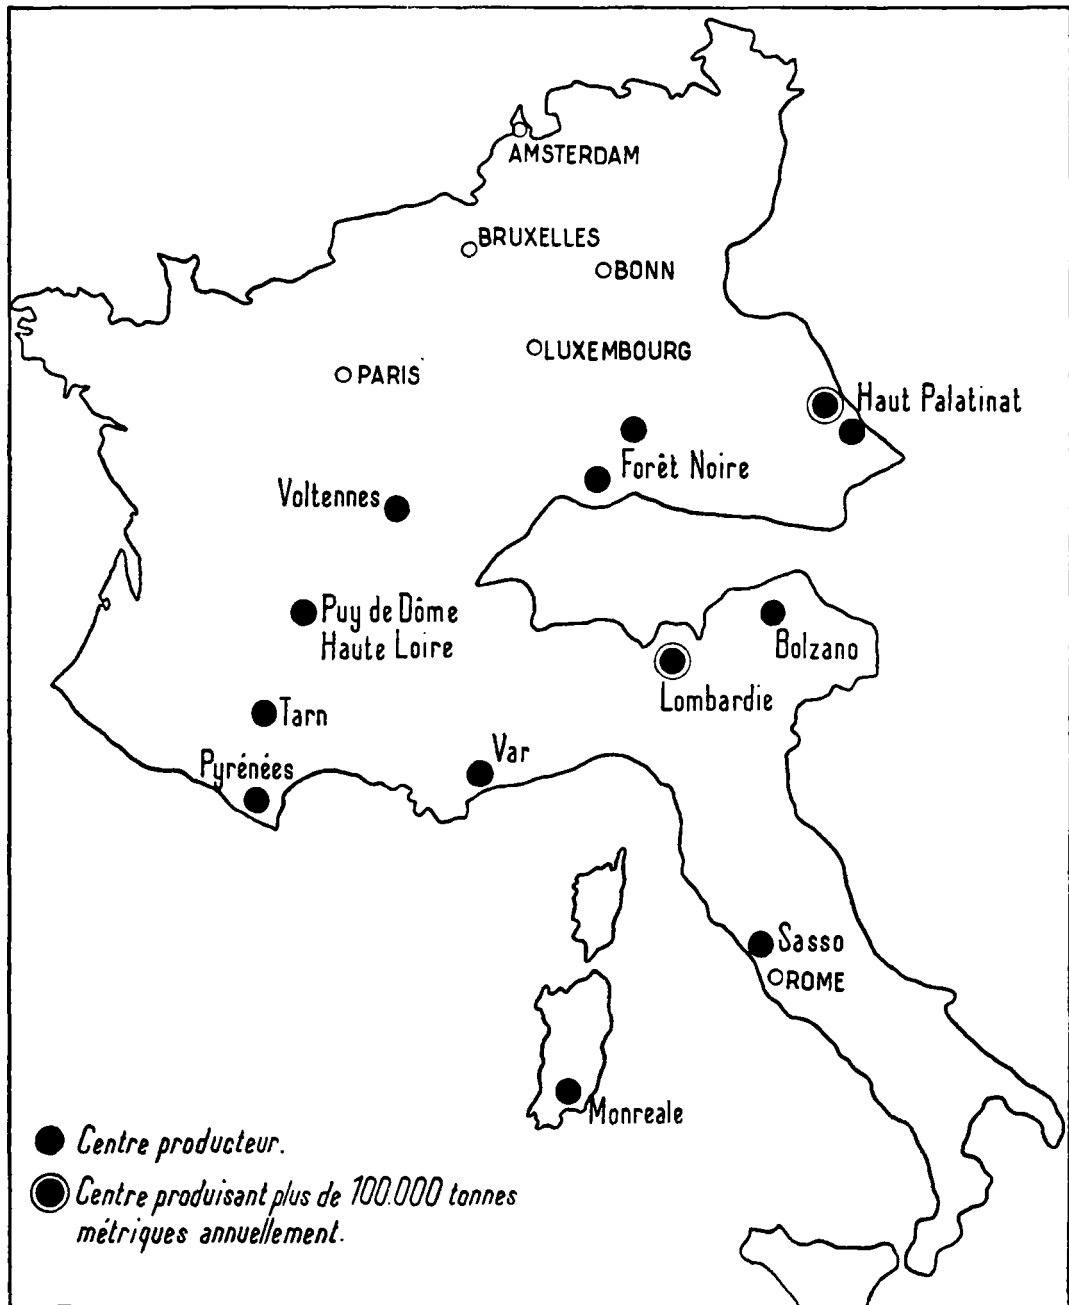 AMSTERDAM
BRUXELLES
BONN
LUXEMBOURG
PARIS
Haut Palatinat
Forêt Noire
Voltennes
Puy de Dôme
Haute Loire
Bolzano
Lombardie
Tarn
Var
Pyrénées
Sasso
ROME
Monreale
Centre producteur.
Centre produisant plus de 100.000 tonnes
métriques annuellement.